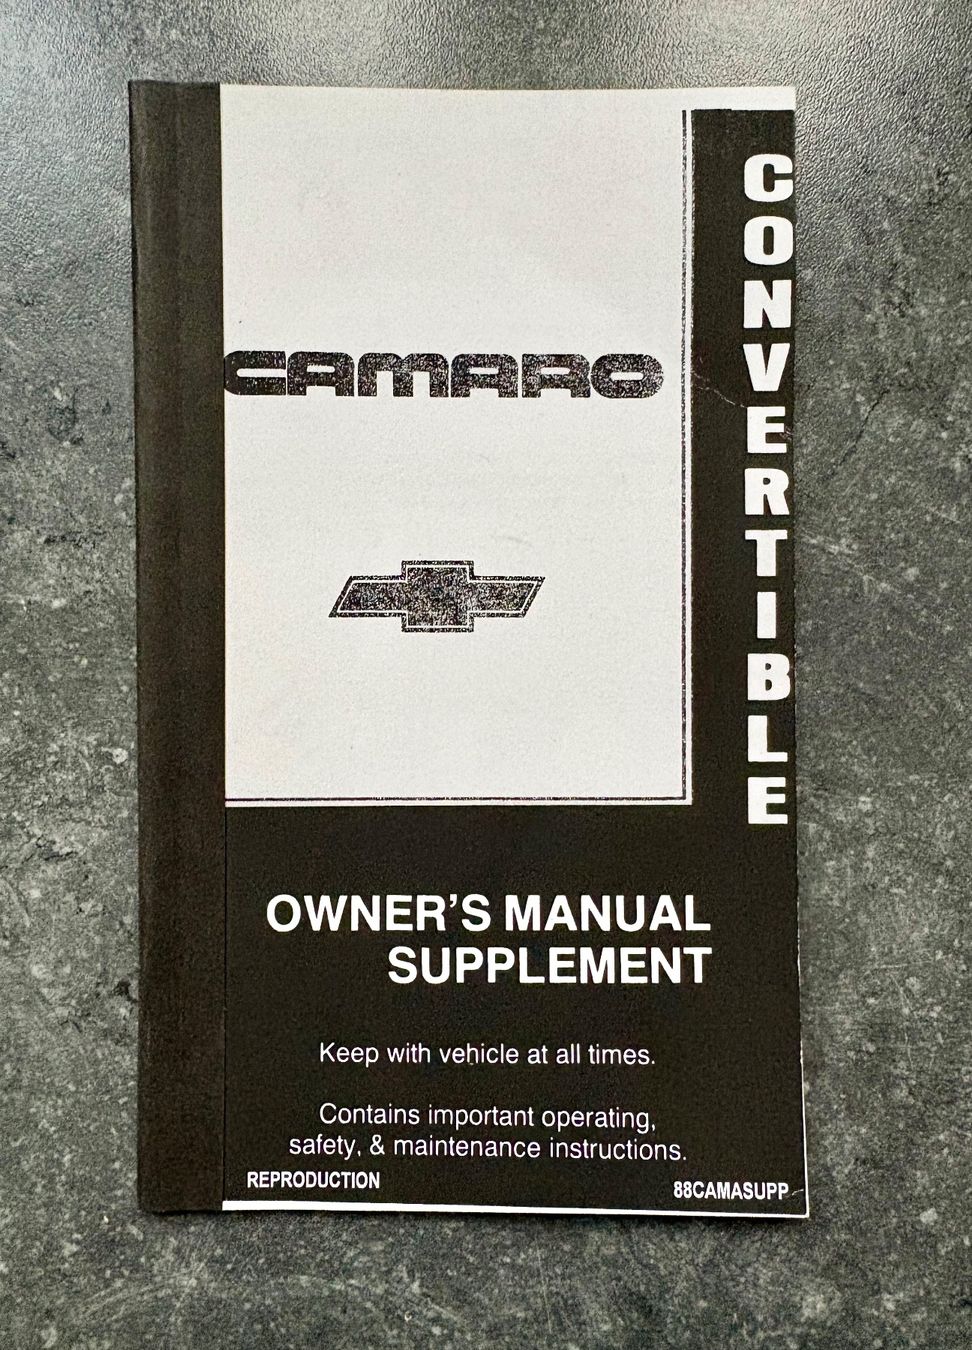 CAMARO
CONVERTIBLE
OWNER'S MANUAL
SUPPLEMENT
Keep with vehicle at all times.
Contains important operating,
safety, & maintenance instructions.
REPRODUCTION
88CAMASUPP